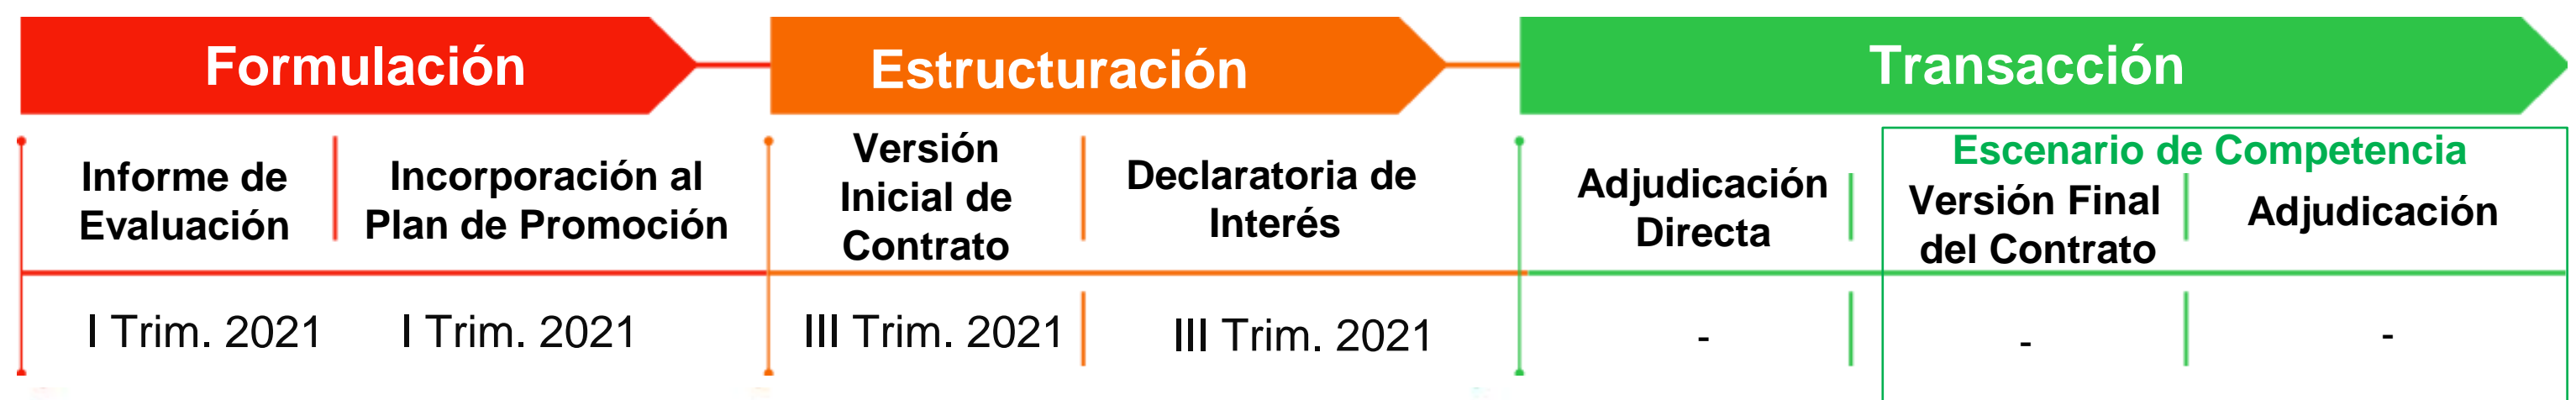 Formulación
Estructuración
Transacción
Informe de
Evaluación
Incorporación al
Plan de Promoción
Versión
Inicial de
Contrato
Declaratoria de
Interés
Adjudicación
Directa
Escenario de Competencia
Versión Final
del Contrato
Adjudicación
I Trim. 2021
I Trim. 2021
III Trim. 2021
III Trim. 2021
-
-
-